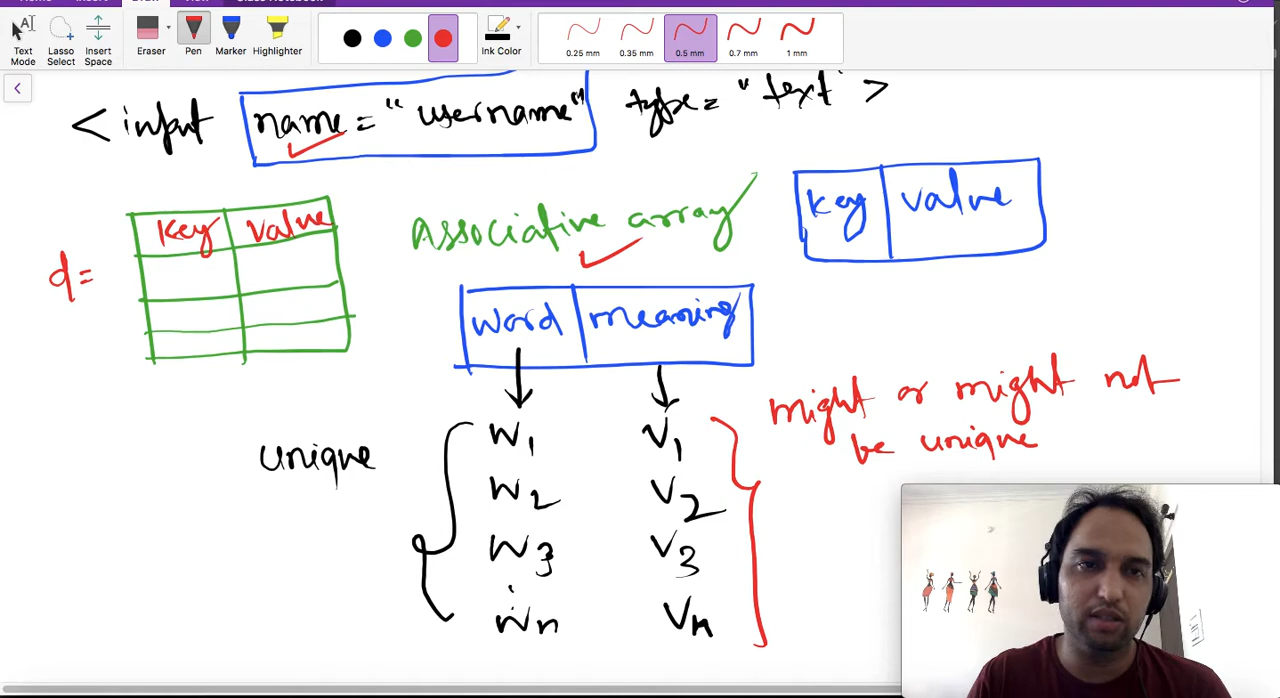 Text Mode
Lasso Select
Insert Space
Eraser
Pen
Marker
Highlighter
Ink Color
0.25 mm
0.35 mm
0.5 mm
0.7 mm
1 mm
<input name="username" type="text">
key value
Key Value
Associative array
d=
word meaning
might or might not
be unique
unique
W1 V1
W2 V2
W3 V3
Wn Vn